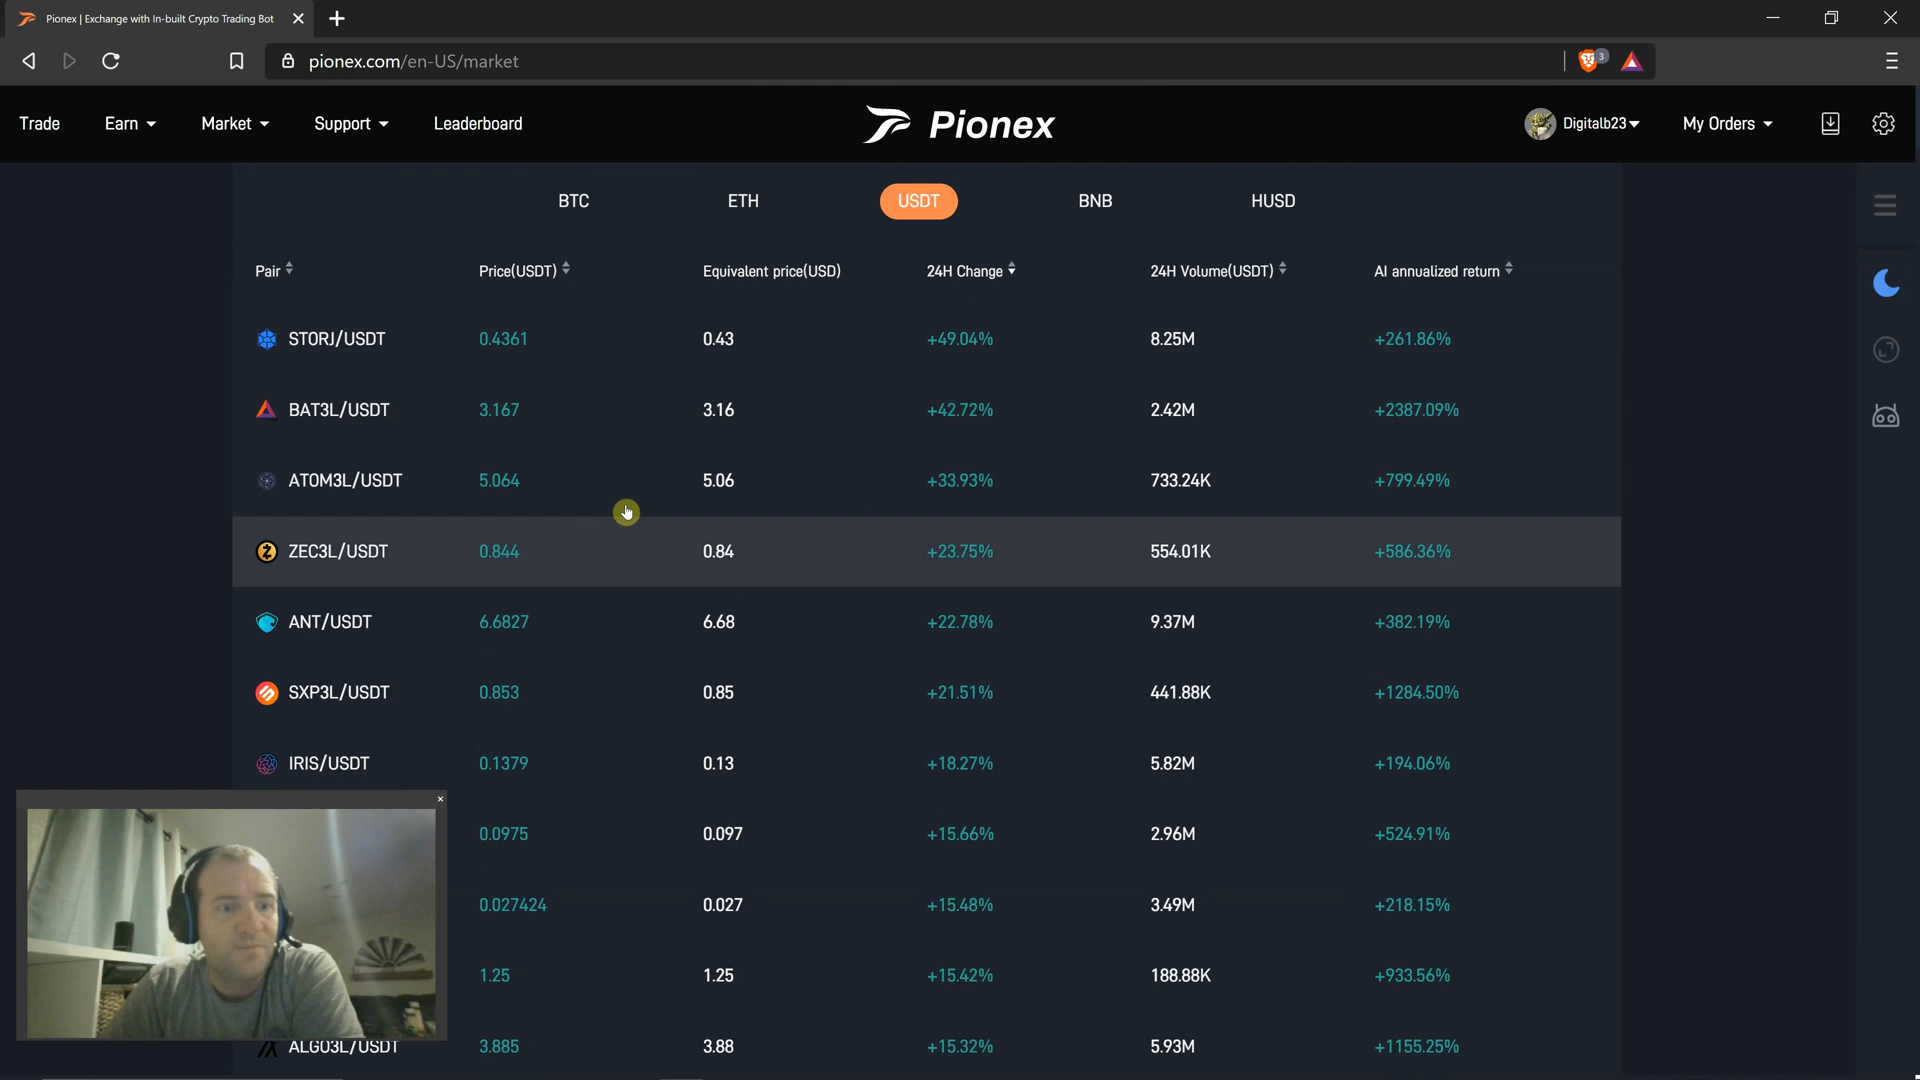 Pionex | Exchange with In-built Crypto Trading Bot
pionex.com/en-US/market
3
Trade Earn Market Support Leaderboard Pionex Digitalb23 My Orders
BTC ETH USDT BNB HUSD
Pair Price(USDT) Equivalent price(USD) 24H Change 24H Volume(USDT) AI annualized return
STORJ/USDT 0.4361 0.43 +49.04% 8.25M +261.86%
BAT3L/USDT 3.167 3.16 +42.72% 2.42M +2387.09%
ATOM3L/USDT 5.064 5.06 +33.93% 733.24K +799.49%
ZEC3L/USDT 0.844 0.84 +23.75% 554.01K +586.36%
ANT/USDT 6.6827 6.68 +22.78% 9.37M +382.19%
SXP3L/USDT 0.853 0.85 +21.51% 441.88K +1284.50%
IRIS/USDT 0.1379 0.13 +18.27% 5.82M +194.06%
0.0975 0.097 +15.66% 2.96M +524.91%
0.027424 0.027 +15.48% 3.49M +218.15%
1.25 1.25 +15.42% 188.88K +933.56%
ALGO3L/USDT 3.885 3.88 +15.32% 5.93M +1155.25%